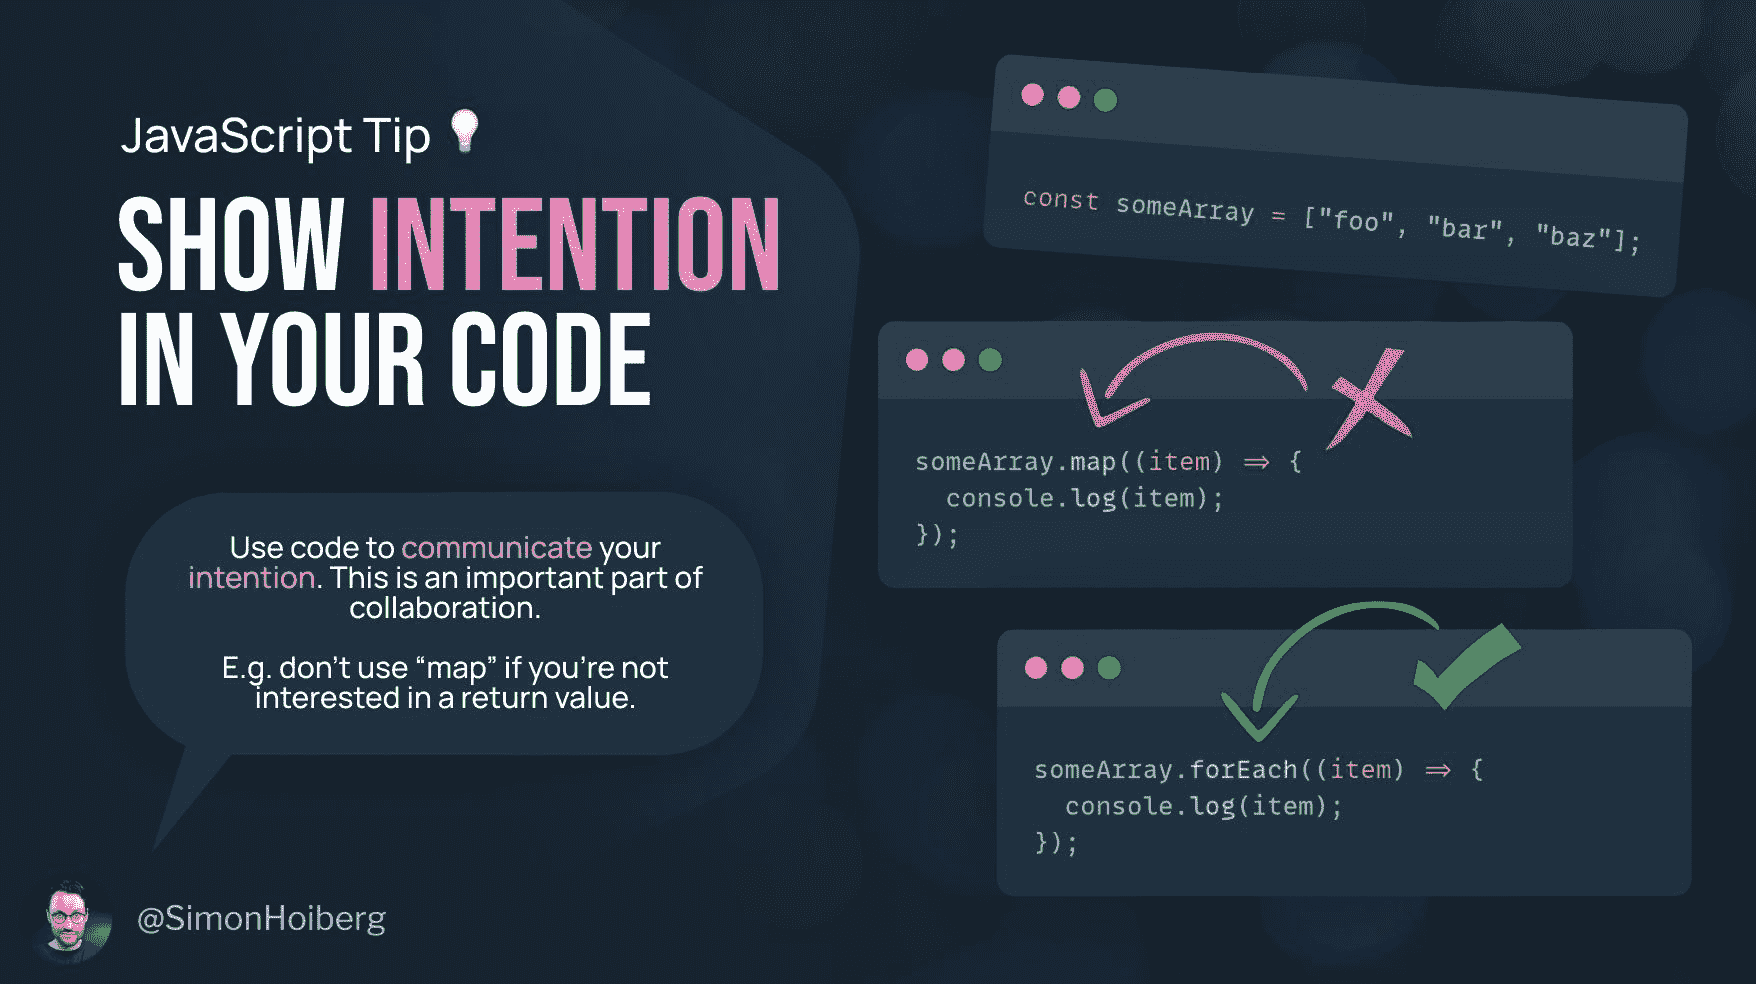 JavaScript Tip
SHOW INTENTION
IN YOUR CODE
Use code to communicate your
intention. This is an important part of
collaboration.
E.g. don't use “map” if you're not
interested in a return value.
@SimonHoiberg
const someArray = ["foo", "bar", "baz"];
someArray.map((item) => {
  console.log(item);
});
someArray.forEach((item) => {
  console.log(item);
});